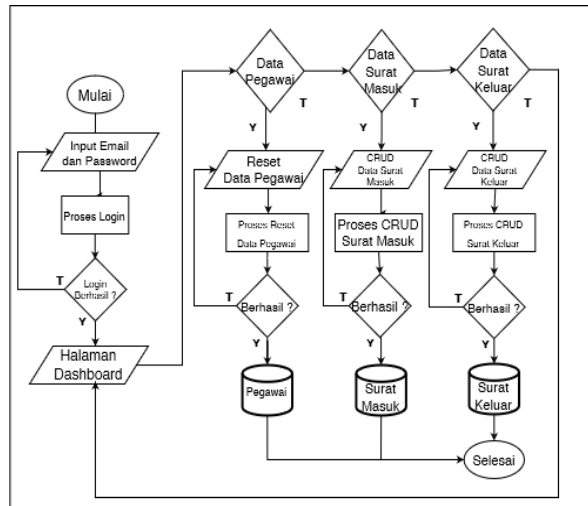 Mulai
Input Email
dan Password
Proses Login
Login
Berhasil ?
T
Y
Halaman
Dashboard
Data
Pegawai
T
Y
Reset
Data Pegawai
Proses Reset
Data Pegawai
Berhasil ?
T
Y
Pegawai
Data
Surat
Masuk
T
Y
CRUD
Data Surat
Masuk
Proses CRUD
Surat Masuk
Berhasil ?
T
Y
Surat
Masuk
Data
Surat
Keluar
T
Y
CRUD
Data Surat
Keluar
Proses CRUD
Surat Keluar
Berhasil ?
T
Y
Surat
Keluar
Selesai